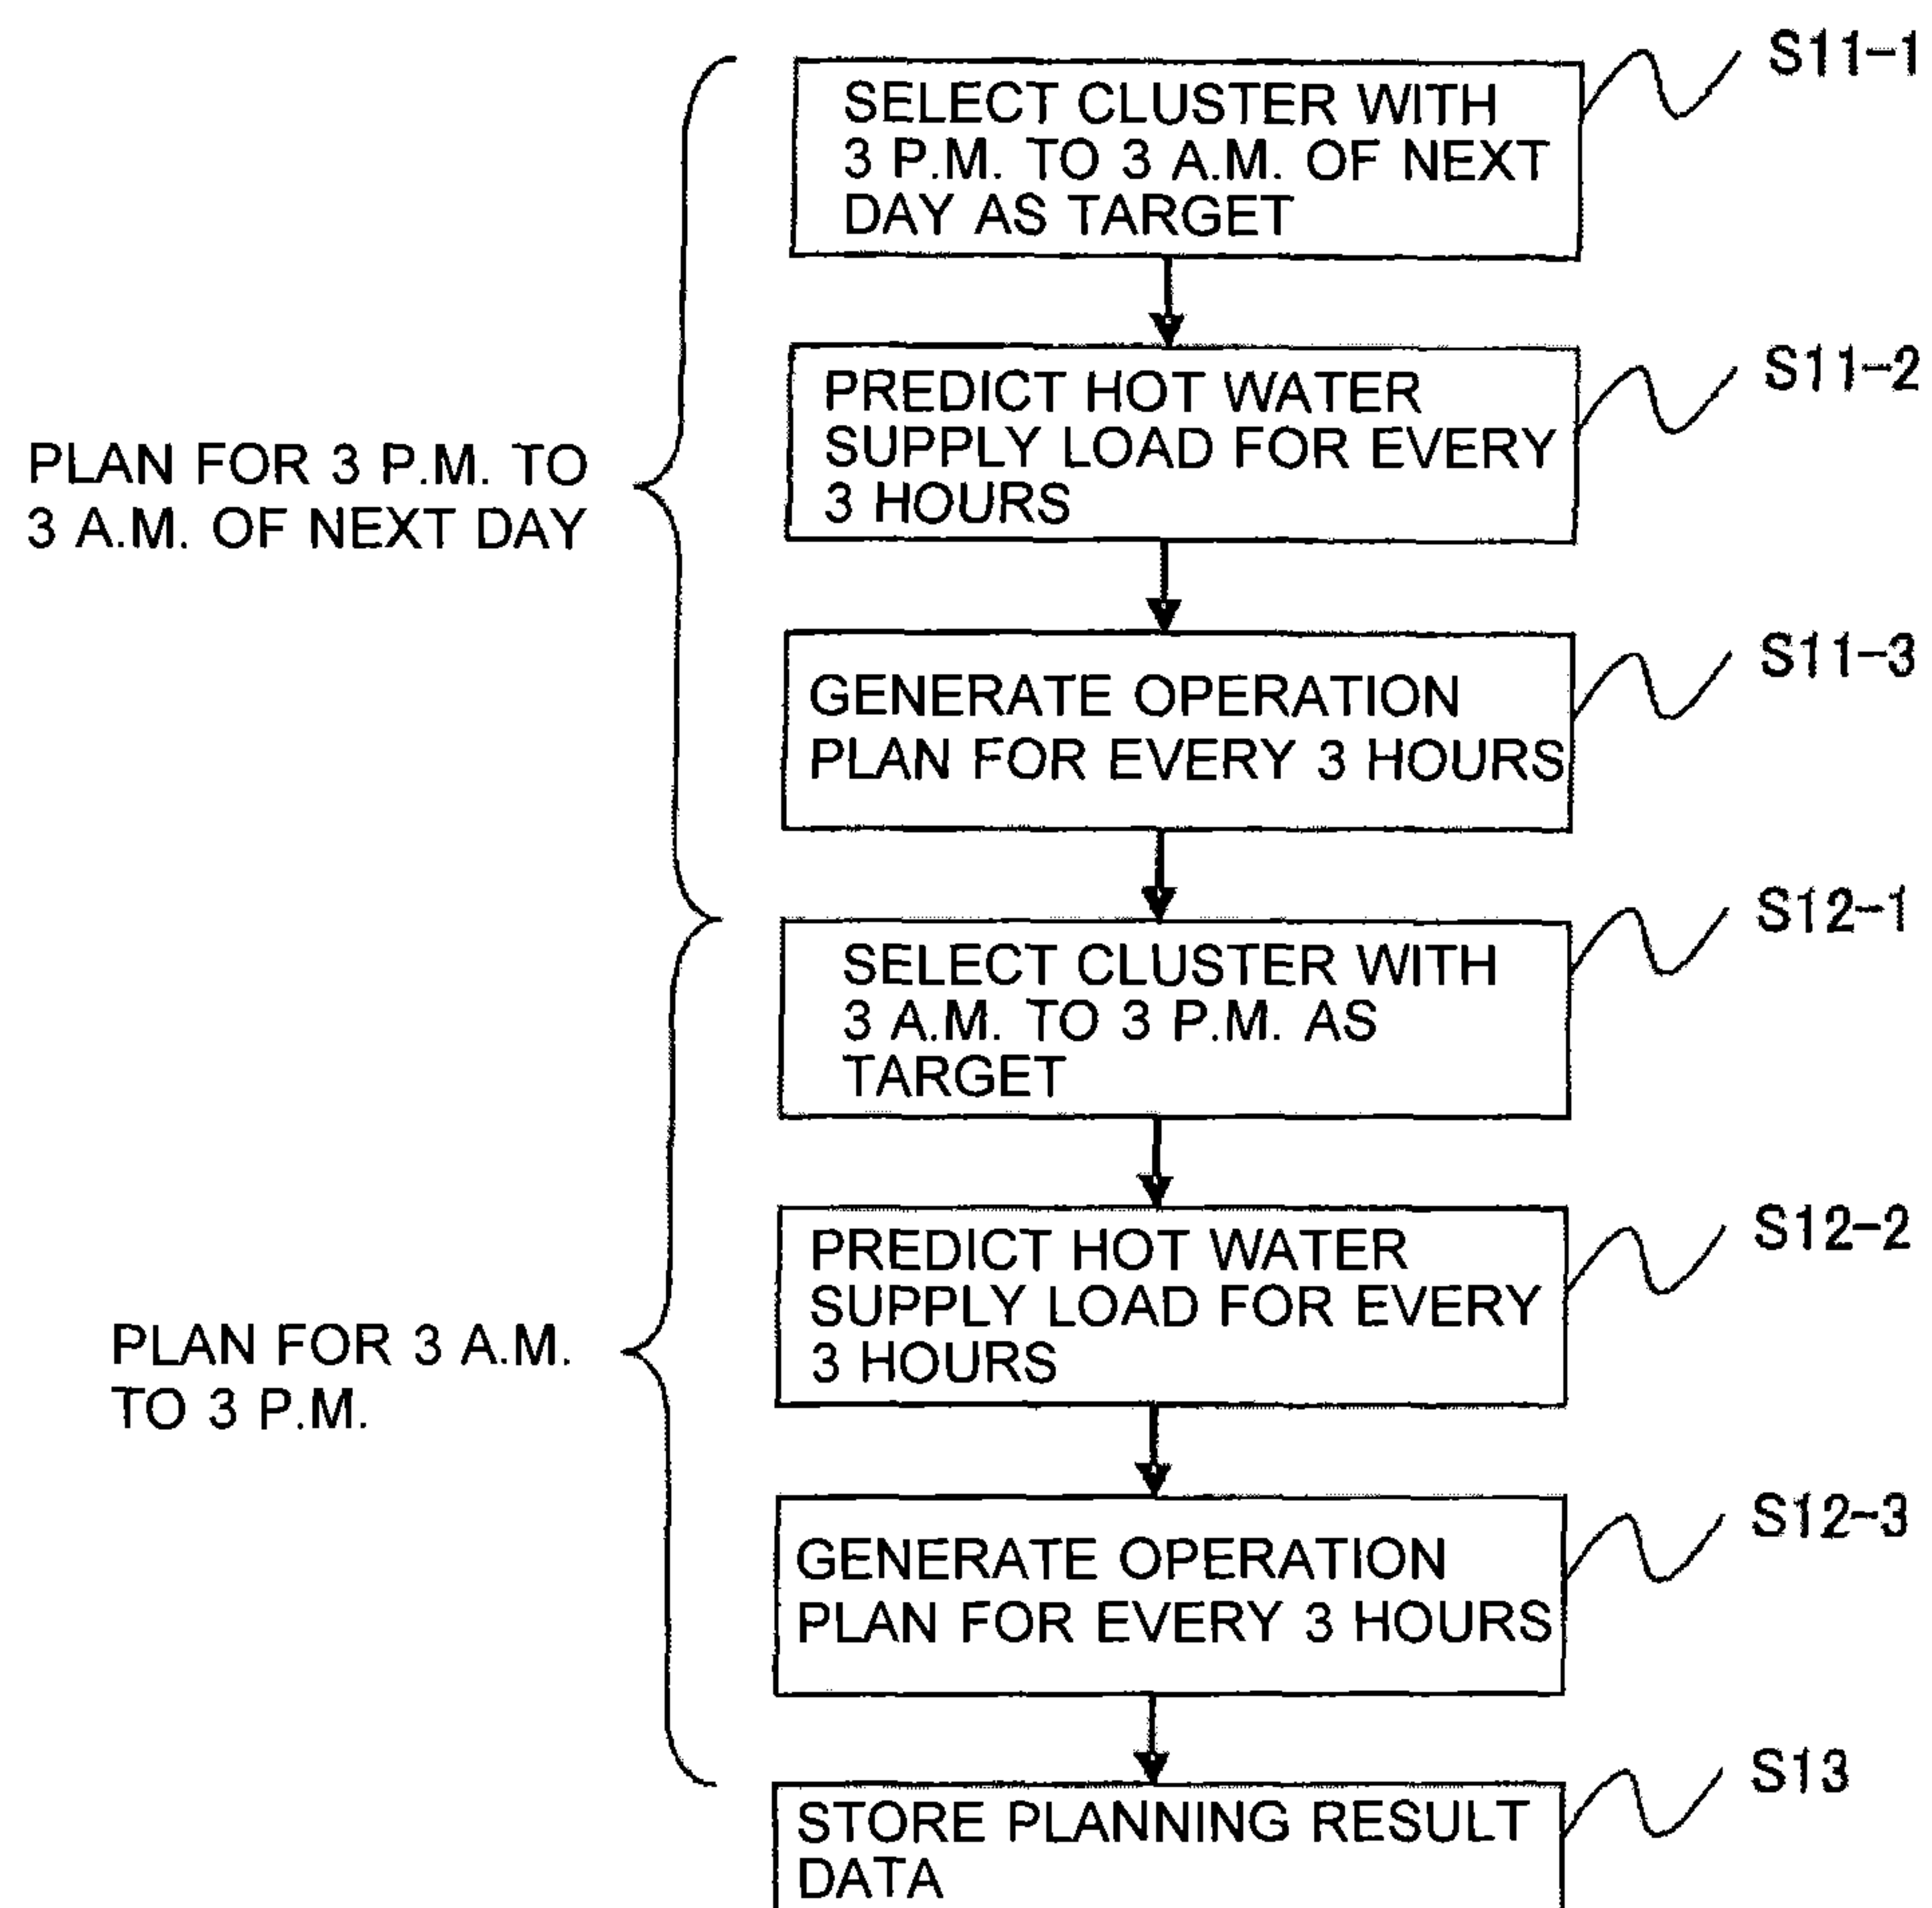 S11-1
SELECT CLUSTER WITH
3 P.M. TO 3 A.M. OF NEXT
DAY AS TARGET
S11-2
PREDICT HOT WATER
SUPPLY LOAD FOR EVERY
3 HOURS
PLAN FOR 3 P.M. TO
3 A.M. OF NEXT DAY
S11-3
GENERATE OPERATION
PLAN FOR EVERY 3 HOURS
S12-1
SELECT CLUSTER WITH
3 A.M. TO 3 P.M. AS
TARGET
S12-2
PREDICT HOT WATER
SUPPLY LOAD FOR EVERY
3 HOURS
PLAN FOR 3 A.M.
TO 3 P.M.
S12-3
GENERATE OPERATION
PLAN FOR EVERY 3 HOURS
S13
STORE PLANNING RESULT
DATA